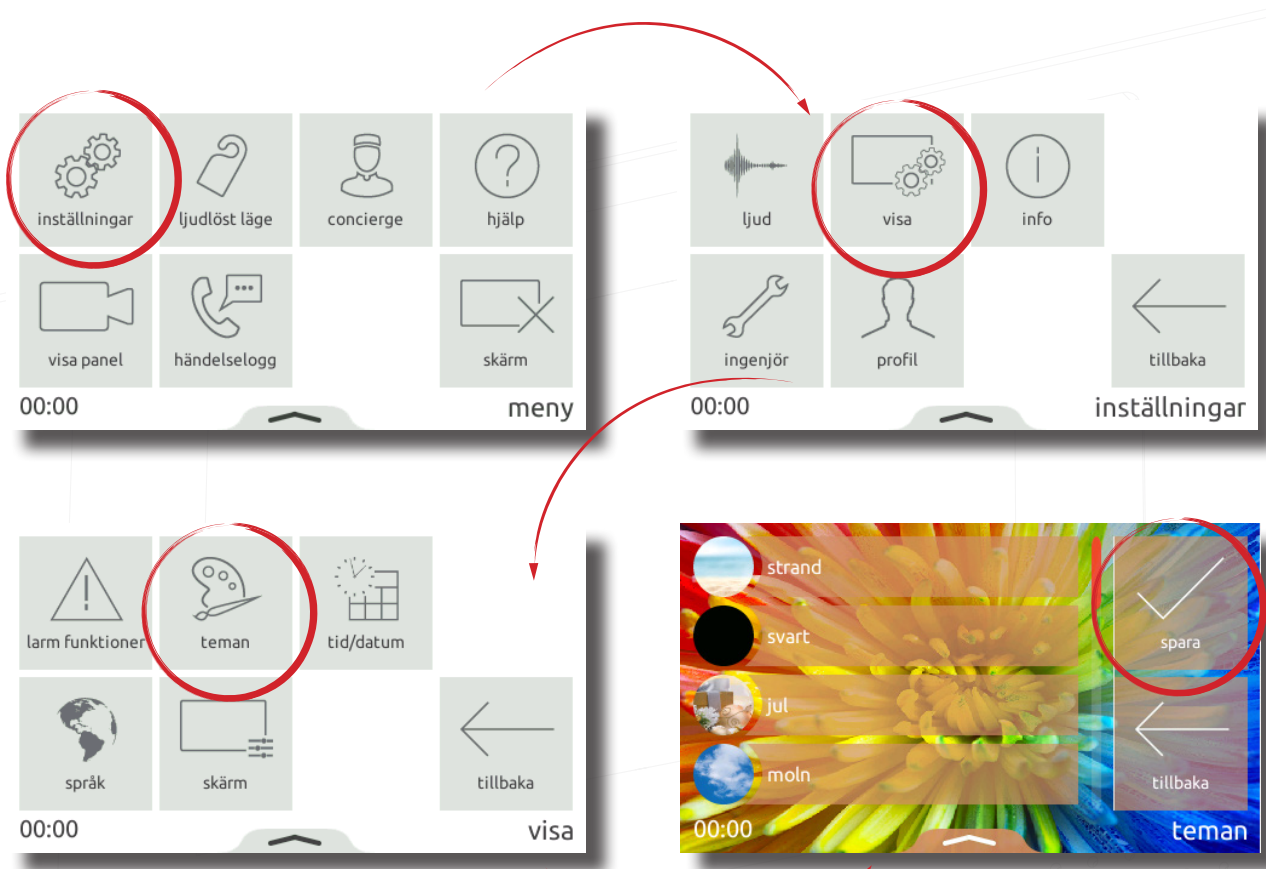 inställningar
ljudlöst läge
concierge
hjälp
visa panel
händelselogg
skärm
00:00
meny
ljud
visa
info
ingenjör
profil
tillbaka
00:00
inställningar
larm funktioner
teman
tid/datum
språk
skärm
tillbaka
00:00
visa
strand
svart
jul
moln
spara
tillbaka
00:00
teman